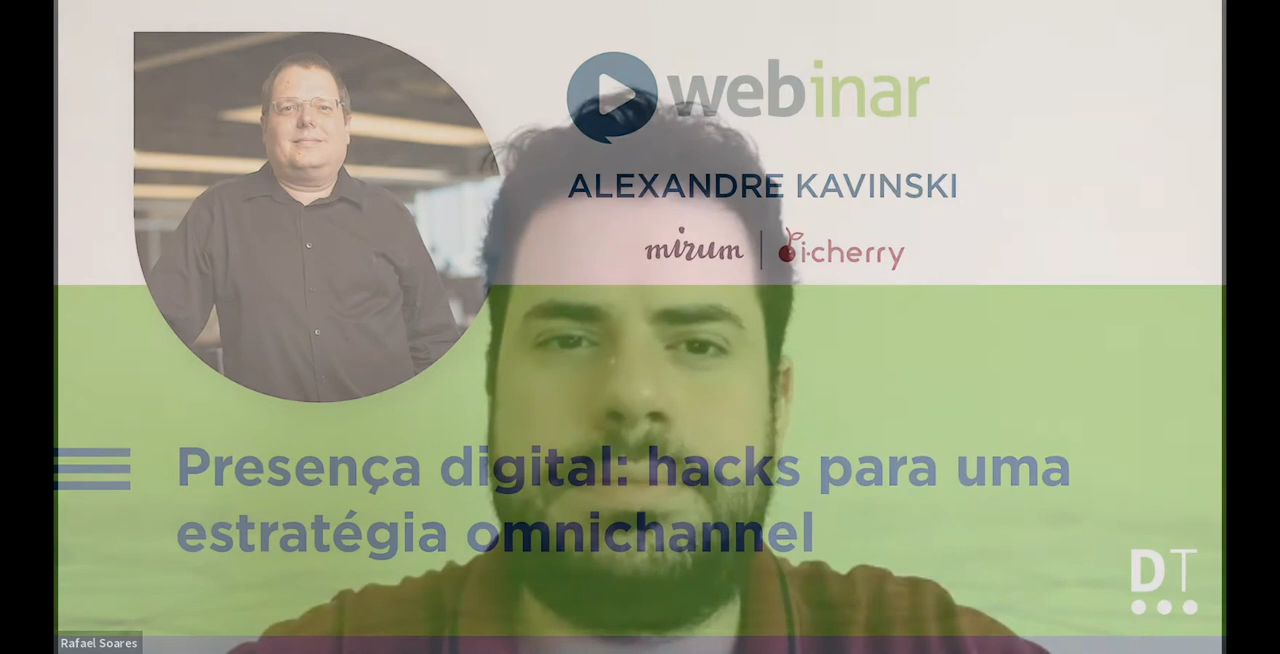 webinar
ALEXANDRE KAVINSKI
mirum | i-cherry
Presença digital: hacks para uma
estratégia omnichannel
DT
Rafael Soares